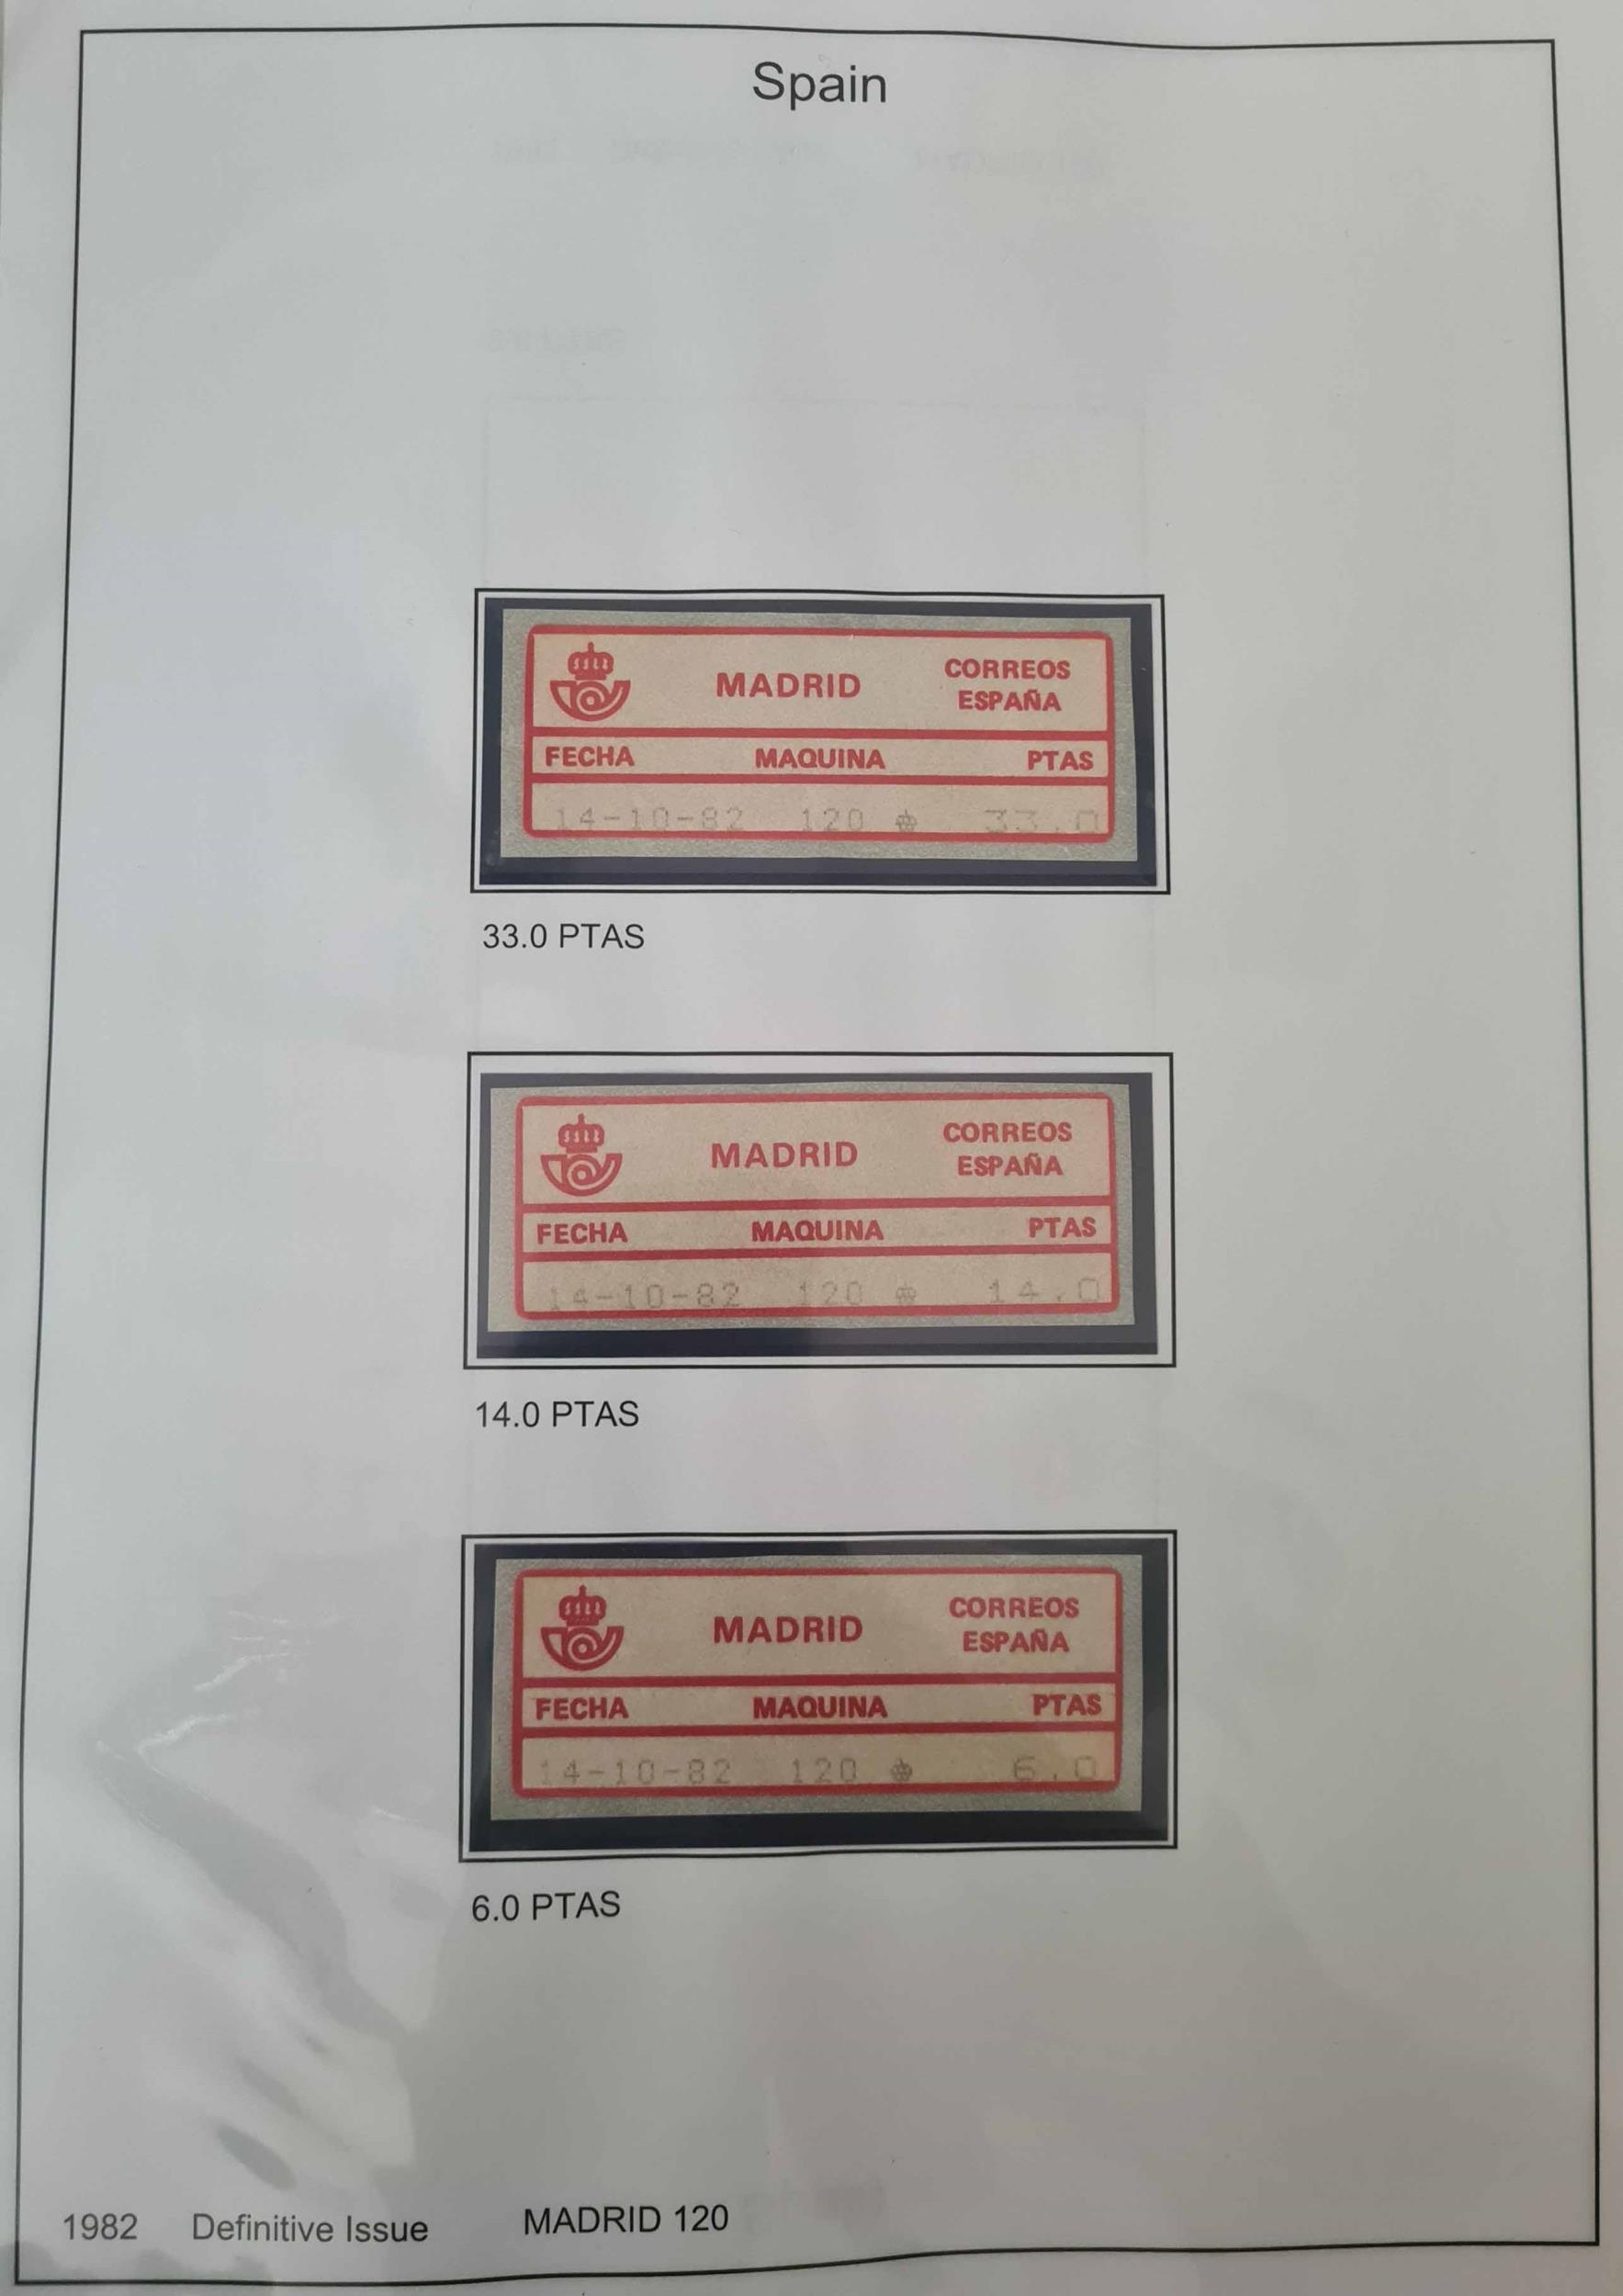 Spain
MADRID
CORREOS
ESPAÑA
FECHA MAQUINA PTAS
14-10-82 120 33.0
33.0 PTAS
MADRID
CORREOS
ESPAÑA
FECHA MAQUINA PTAS
14-10-82 120 14.0
14.0 PTAS
MADRID
CORREOS
ESPAÑA
FECHA MAQUINA PTAS
14-10-82 120 6.0
6.0 PTAS
1982 Definitive Issue MADRID 120